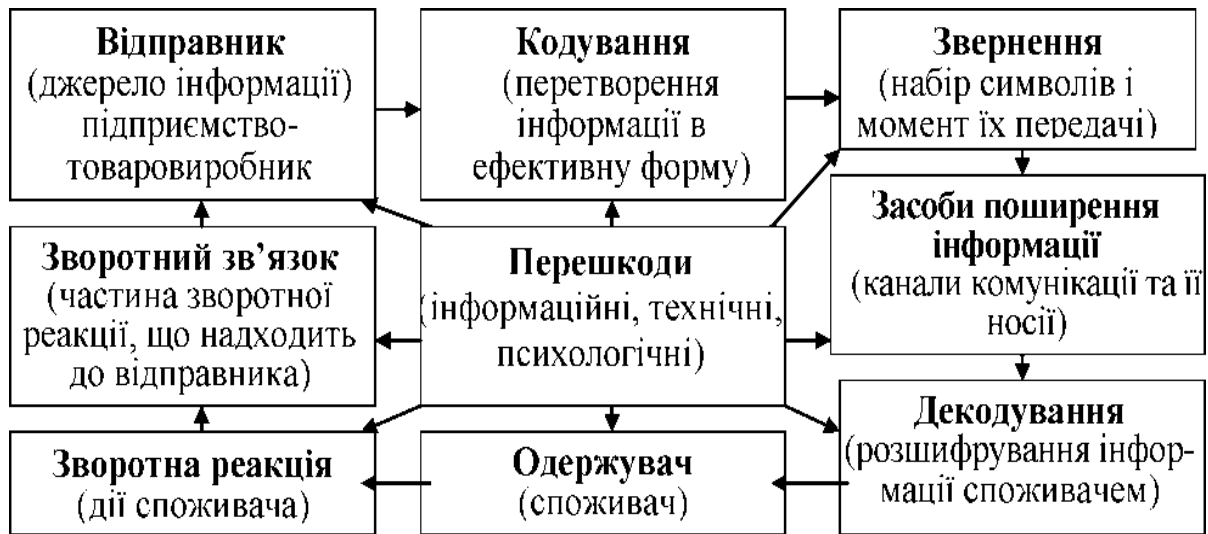 Відправник
(джерело інформації)
підприємство-
товаровиробник
Кодування
(перетворення
інформації в
ефективну форму)
Звернення
(набір символів і
момент їх передачі)
Зворотний зв’язок
(частина зворотної
реакції, що надходить
до відправника)
Перешкоди
(інформаційні, технічні,
психологічні)
Засоби поширення
інформації
(канали комунікації та її
носії)
Зворотна реакція
(дії споживача)
Одержувач
(споживач)
Декодування
(розшифрування інфор-
мації споживачем)